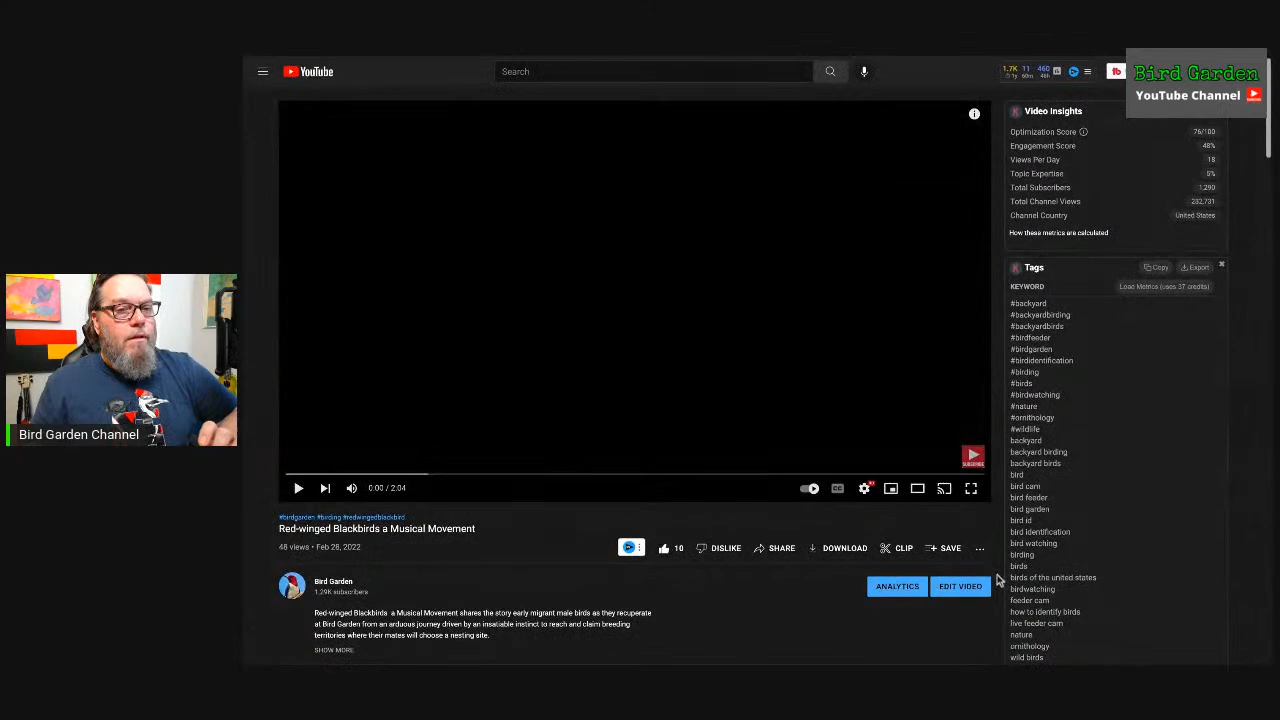 YouTube
Search
1.7K 11 460
1y 60m 48h
Bird Garden
YouTube Channel
Video Insights
Optimization Score 76/100
Engagement Score 48%
Views Per Day 18
Topic Expertise 5%
Total Subscribers 1,290
Total Channel Views 232,731
Channel Country United States
How these metrics are calculated
Tags Copy Export
KEYWORD Load Metrics (uses 37 credits)
#backyard
#backyardbirding
#backyardbirds
#birdfeeder
#birdgarden
#birdidentification
#birding
#birds
#birdwatching
#nature
#ornithology
#wildlife
backyard
backyard birding
backyard birds
bird
bird cam
bird feeder
bird garden
bird id
bird identification
bird watching
birding
birds
birds of the united states
birdwatching
feeder cam
how to identify birds
live feeder cam
nature
ornithology
wild birds
Bird Garden Channel
SUBSCRIBE
0:00 / 2:04
#birdgarden #birding #redwingedblackbird
Red-winged Blackbirds a Musical Movement
48 views • Feb 26, 2022
10 DISLIKE SHARE DOWNLOAD CLIP SAVE
Bird Garden
1.29K subscribers
ANALYTICS EDIT VIDEO
Red-winged Blackbirds a Musical Movement shares the story early migrant male birds as they recuperate
at Bird Garden from an arduous journey driven by an insatiable instinct to reach and claim breeding
territories where their mates will choose a nesting site.
SHOW MORE